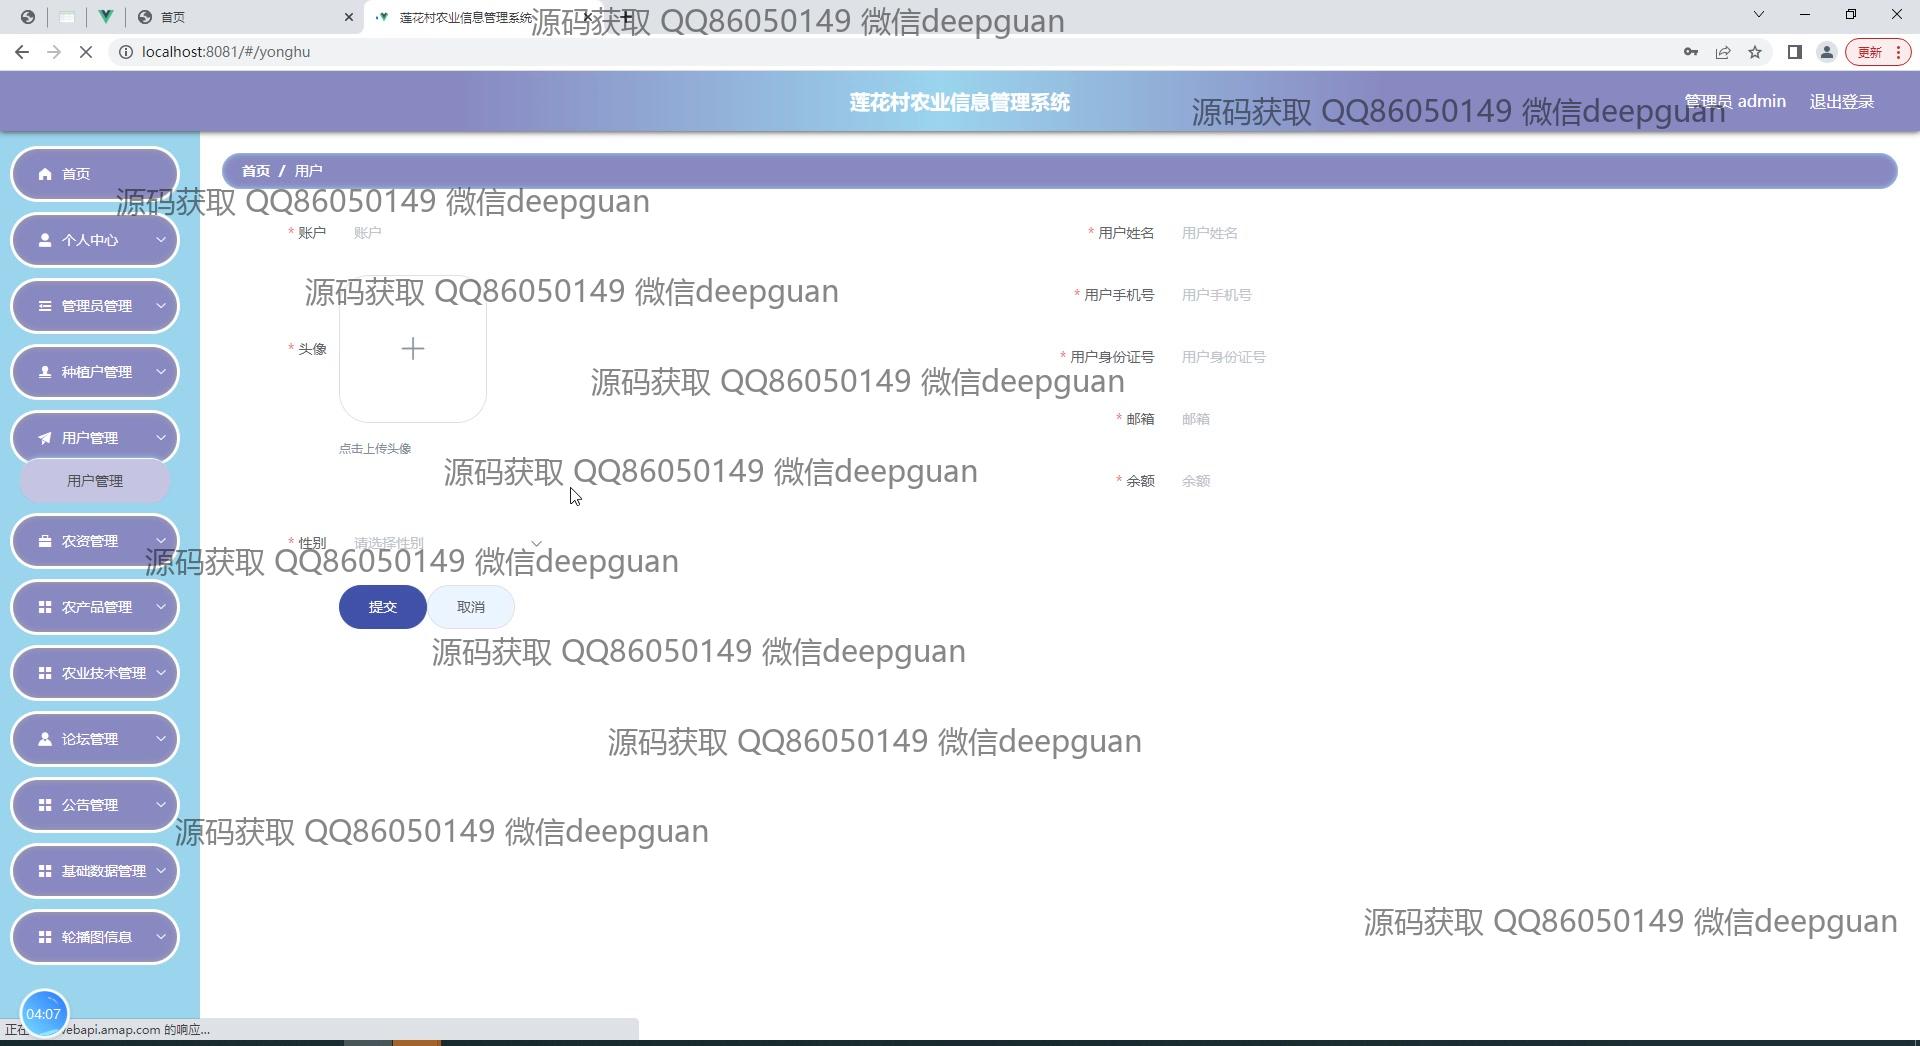 首页
莲花村农业信息管理系统
源码获取 QQ86050149 微信deepguan
localhost:8081/#/yonghu
更新
莲花村农业信息管理系统
源码获取 QQ86050149 微信deepguan
管理员 admin
退出登录
首页
首页 / 用户
源码获取 QQ86050149 微信deepguan
* 账户 账户
* 用户姓名 用户姓名
个人中心
源码获取 QQ86050149 微信deepguan
* 用户手机号 用户手机号
管理员管理
* 头像
* 用户身份证号 用户身份证号
种植户管理
源码获取 QQ86050149 微信deepguan
* 邮箱 邮箱
用户管理
点击上传头像
源码获取 QQ86050149 微信deepguan
* 余额 余额
用户管理
农资管理
* 性别 请选择性别
源码获取 QQ86050149 微信deepguan
农产品管理
提交
取消
源码获取 QQ86050149 微信deepguan
农业技术管理
论坛管理
源码获取 QQ86050149 微信deepguan
公告管理
源码获取 QQ86050149 微信deepguan
基础数据管理
源码获取 QQ86050149 微信deepguan
轮播图信息
04:07
正在 ebapi.amap.com 的响应...